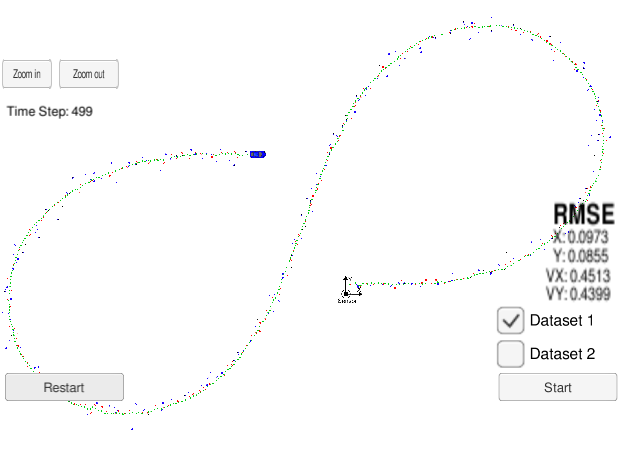 Zoom in
Zoom out
Time Step: 499
RMSE
X: 0.0973
Y: 0.0855
VX: 0.4513
VY: 0.4399
Sensor
Dataset 1
Dataset 2
Restart
Start